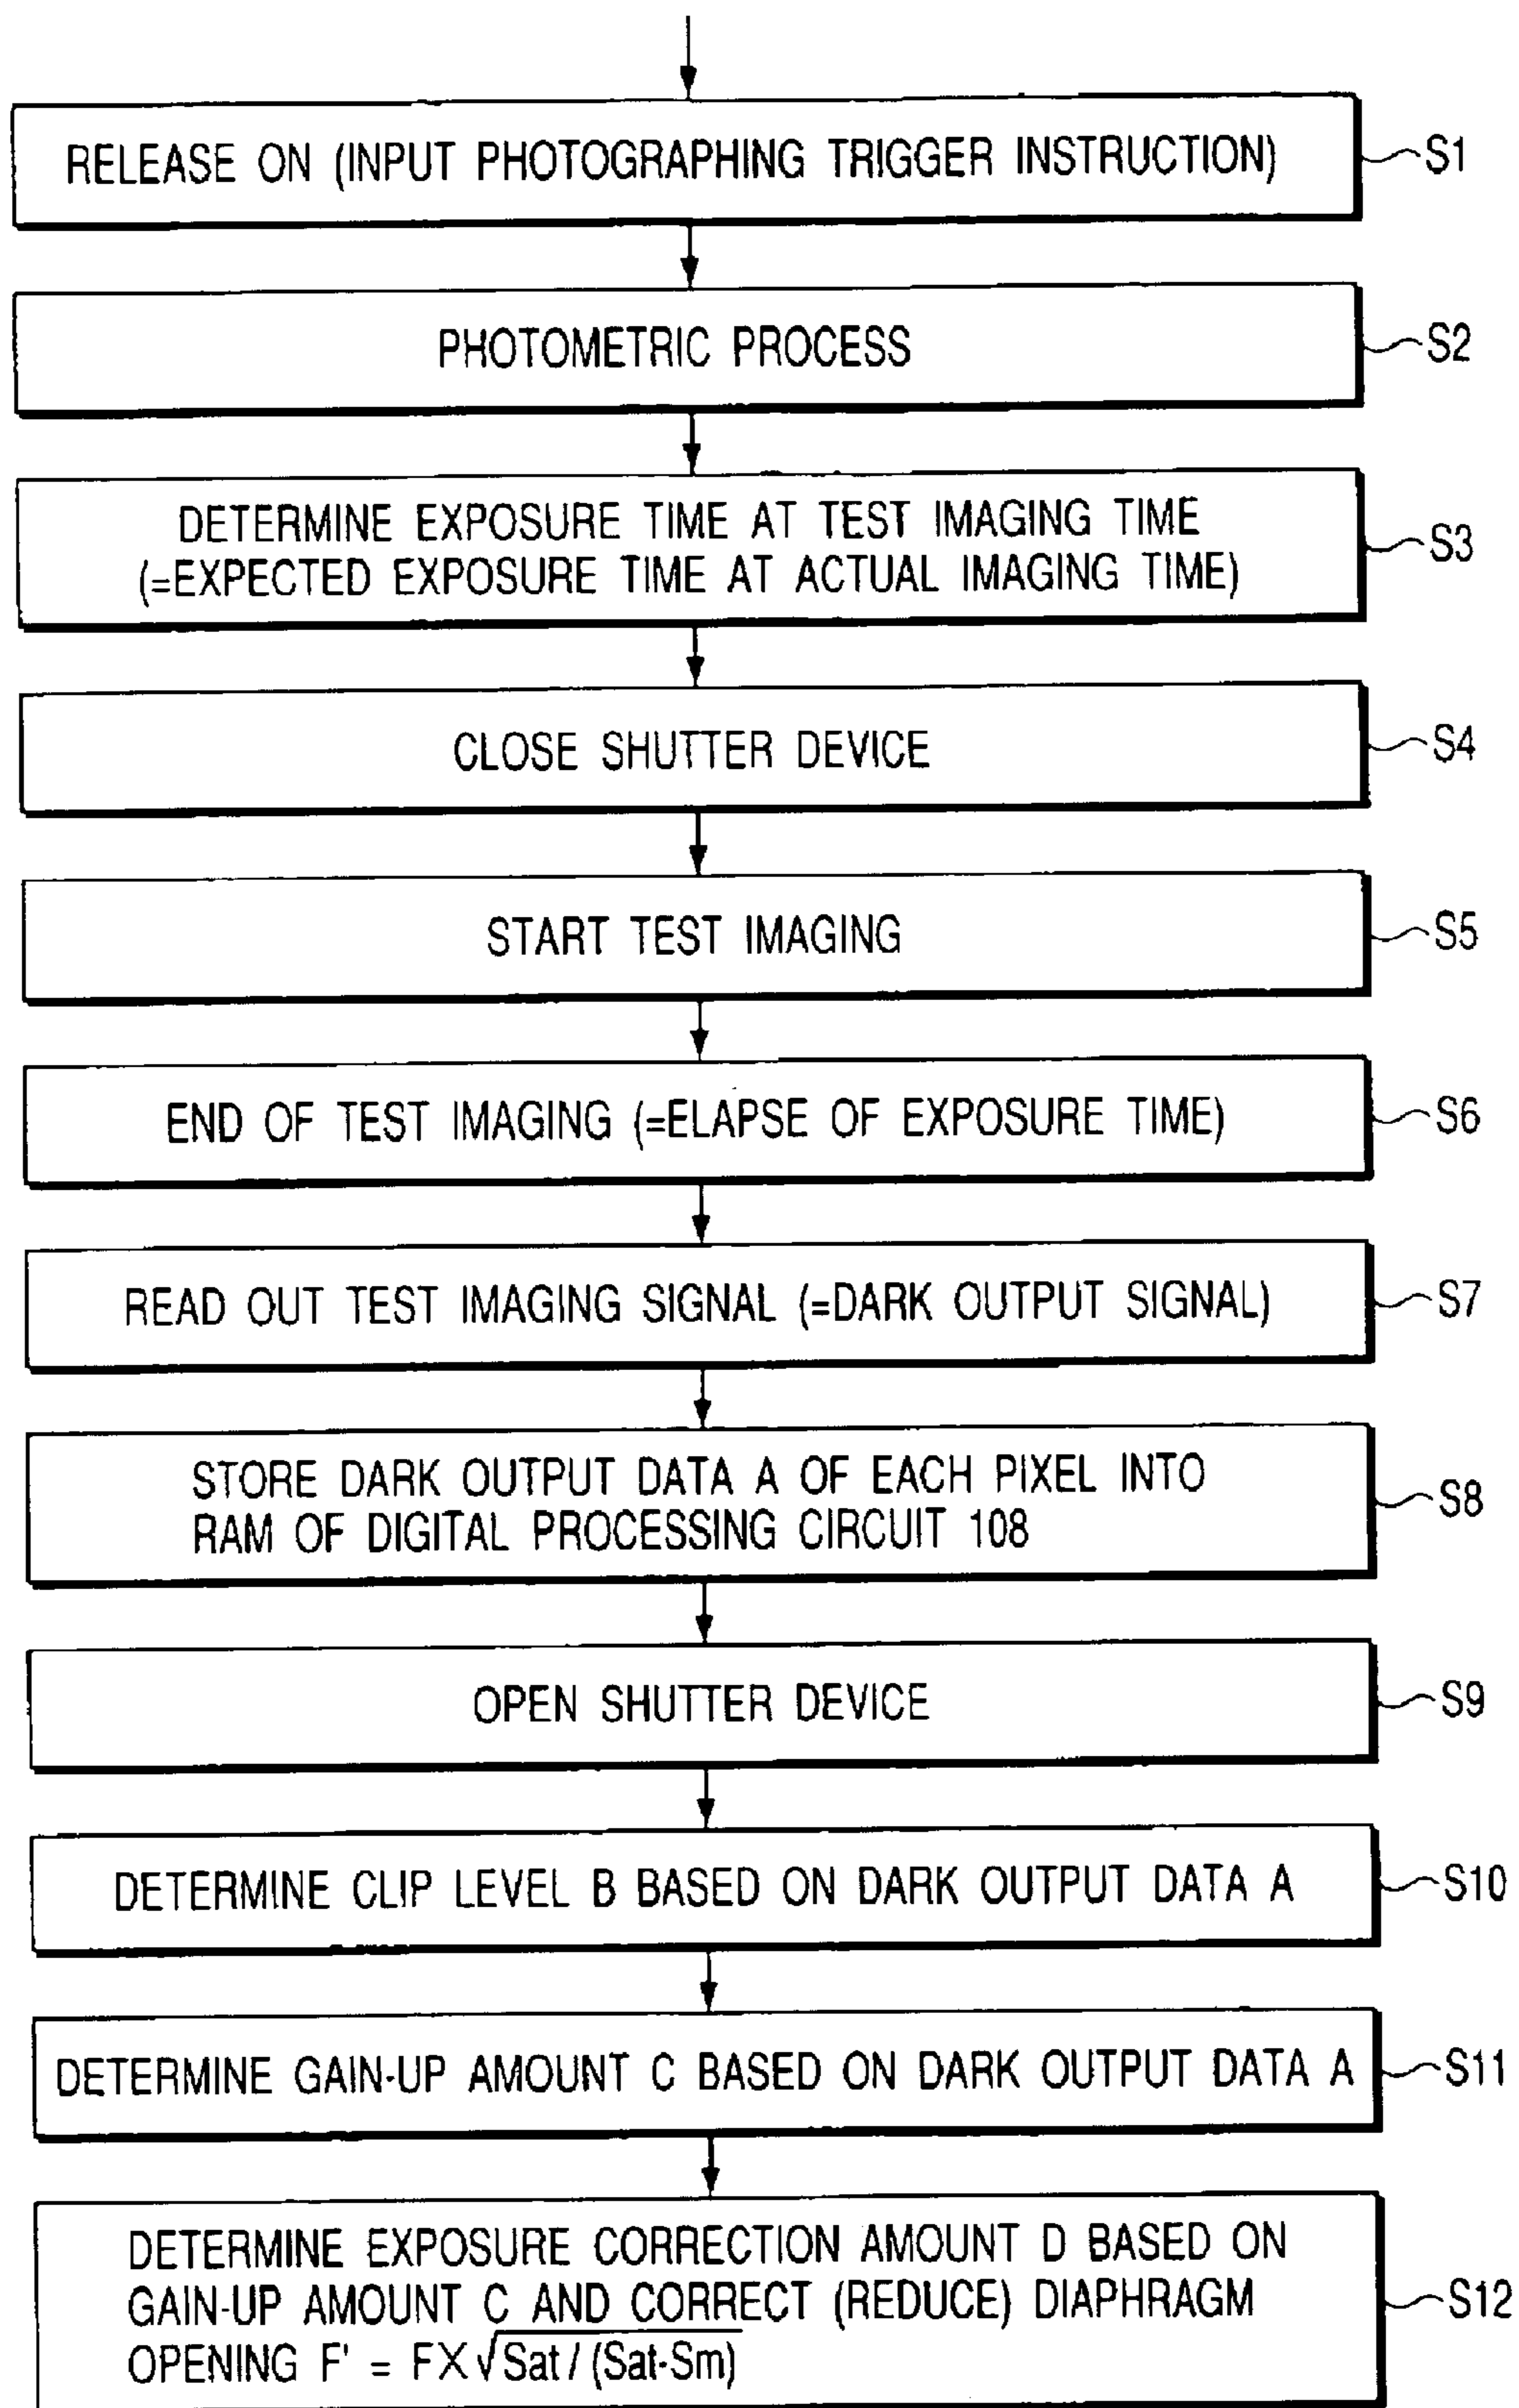 RELEASE ON (INPUT PHOTOGRAPHING TRIGGER INSTRUCTION)
S1
PHOTOMETRIC PROCESS
S2
DETERMINE EXPOSURE TIME AT TEST IMAGING TIME
(=EXPECTED EXPOSURE TIME AT ACTUAL IMAGING TIME)
S3
CLOSE SHUTTER DEVICE
S4
START TEST IMAGING
S5
END OF TEST IMAGING (=ELAPSE OF EXPOSURE TIME)
S6
READ OUT TEST IMAGING SIGNAL (=DARK OUTPUT SIGNAL)
S7
STORE DARK OUTPUT DATA A OF EACH PIXEL INTO
RAM OF DIGITAL PROCESSING CIRCUIT 108
S8
OPEN SHUTTER DEVICE
S9
DETERMINE CLIP LEVEL B BASED ON DARK OUTPUT DATA A
S10
DETERMINE GAIN-UP AMOUNT C BASED ON DARK OUTPUT DATA A
S11
DETERMINE EXPOSURE CORRECTION AMOUNT D BASED ON
GAIN-UP AMOUNT C AND CORRECT (REDUCE) DIAPHRAGM
OPENING F' = F×√Sat / (Sat-Sm)
S12